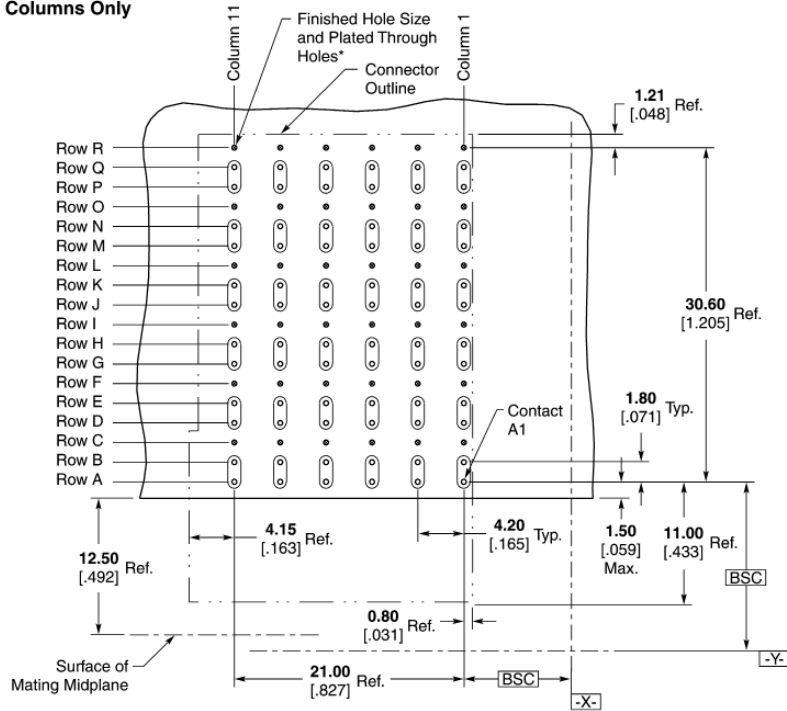 Columns Only
Column 11
Finished Hole Size
and Plated Through
Holes*
Connector
Outline
Column 1
1.21
[.048]
Ref.
Row R
Row Q
Row P
Row O
Row N
Row M
Row L
Row K
Row J
Row I
Row H
Row G
Row F
Row E
Row D
Row C
Row B
Row A
30.60
[1.205]
Ref.
1.80
[.071]
Typ.
Contact
A1
12.50
[.492]
Ref.
4.15
[.163]
Ref.
4.20
[.165]
Typ.
1.50
[.059]
Max.
11.00
[.433]
Ref.
BSC
0.80
[.031]
Ref.
Surface of
Mating Midplane
21.00
[.827]
Ref.
BSC
-Y-
-X-